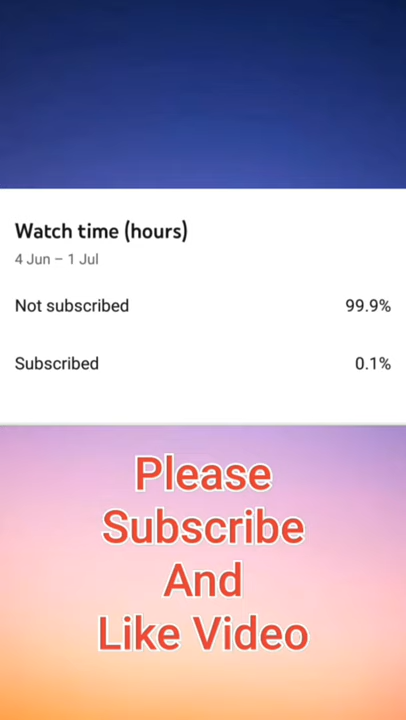 Watch time (hours)
4 Jun – 1 Jul
Not subscribed 99.9%
Subscribed 0.1%
Please
Subscribe
And
Like Video